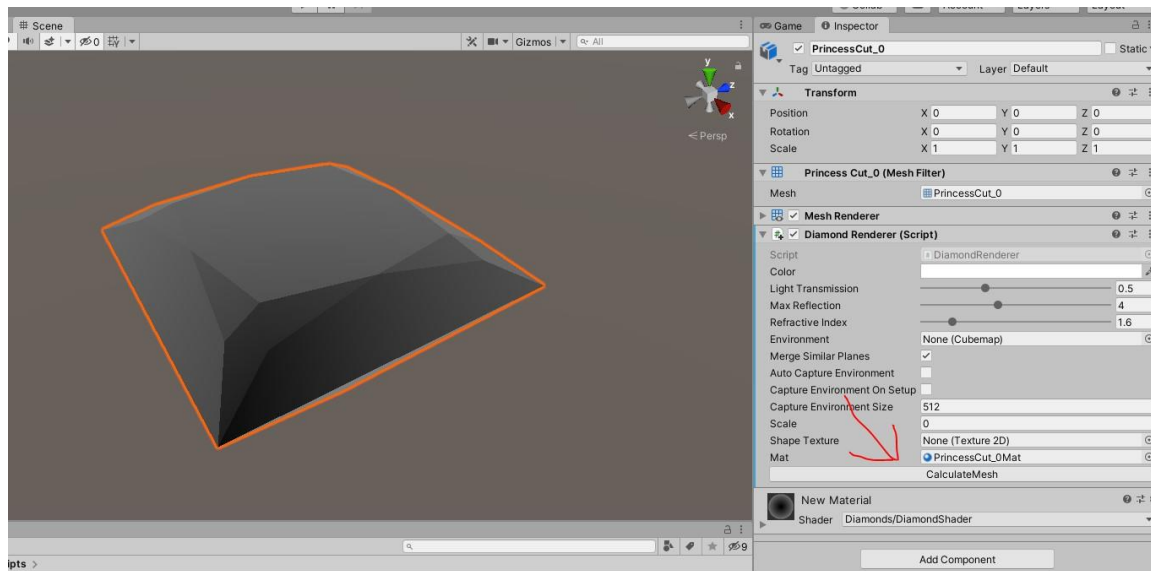 # Scene
0
Gizmos
All
y
z
x
Persp
9
ipts >
Game
Inspector
PrincessCut_0
Static
Tag Untagged
Layer Default
Transform
Position X 0 Y 0 Z 0
Rotation X 0 Y 0 Z 0
Scale X 1 Y 1 Z 1
Princess Cut_0 (Mesh Filter)
Mesh PrincessCut_0
Mesh Renderer
Diamond Renderer (Script)
Script DiamondRenderer
Color
Light Transmission 0.5
Max Reflection 4
Refractive Index 1.6
Environment None (Cubemap)
Merge Similar Planes
Auto Capture Environment
Capture Environment On Setup
Capture Environment Size 512
Scale 0
Shape Texture None (Texture 2D)
Mat PrincessCut_0Mat
CalculateMesh
New Material
Shader Diamonds/DiamondShader
Add Component